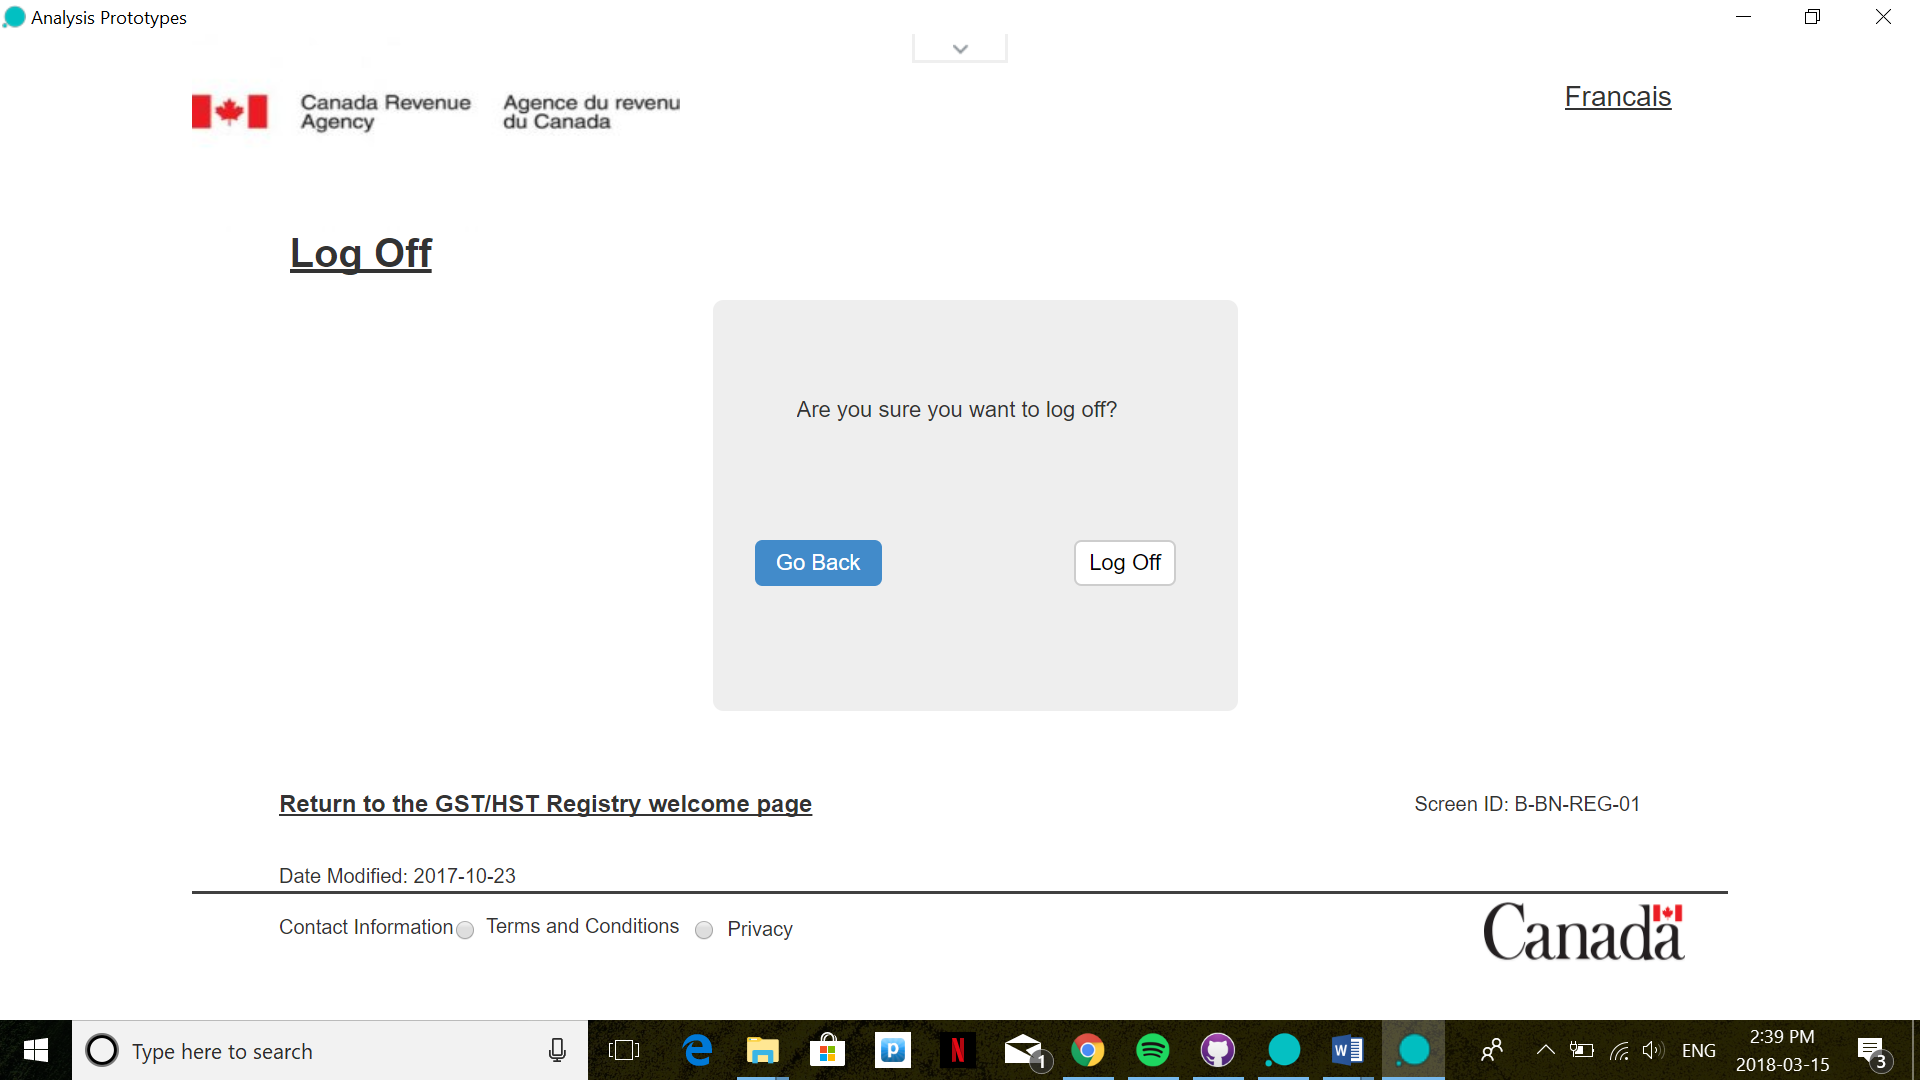 Analysis Prototypes
Canada Revenue Agency
Agence du revenu du Canada
Francais
Log Off
Are you sure you want to log off?
Go Back
Log Off
Return to the GST/HST Registry welcome page
Screen ID: B-BN-REG-01
Date Modified: 2017-10-23
Contact Information
Terms and Conditions
Privacy
Canada
Type here to search
1
ENG
2:39 PM
2018-03-15
3